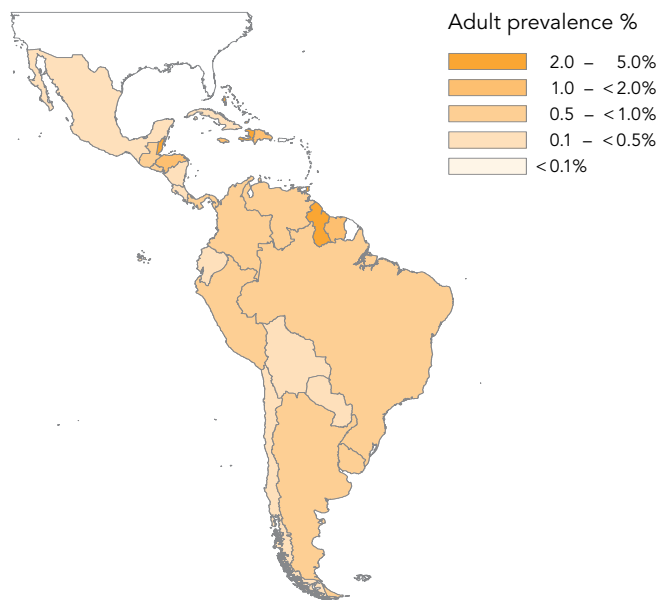 Adult prevalence %
2.0 – 5.0%
1.0 – <2.0%
0.5 – <1.0%
0.1 – <0.5%
<0.1%